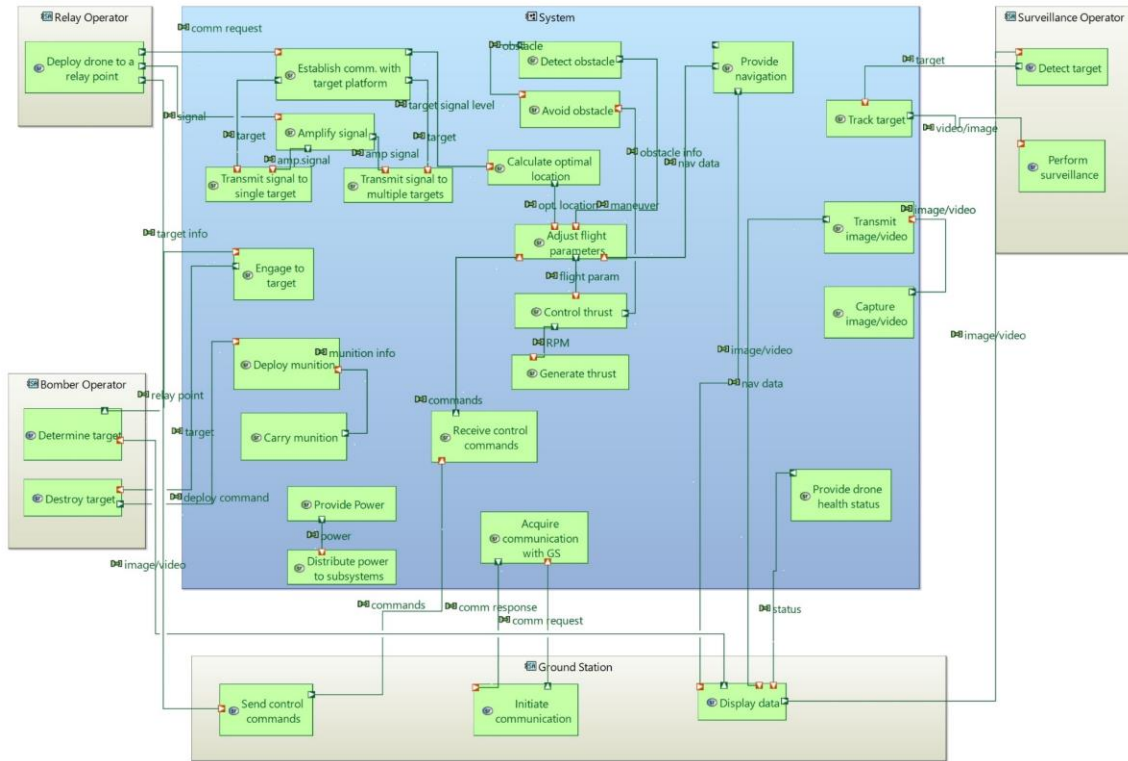 Relay Operator
System
Surveillance Operator
comm request
Deploy drone to a
relay point
Establish comm. with
target platform
obstacle
Detect obstacle
Provide
navigation
target
Detect target
target signal level
Avoid obstacle
signal
Amplify signal
Track target
video/image
target
target
amp.signal
amp signal
obstacle info
nav data
Calculate optimal
location
Perform
surveillance
Transmit signal to
single target
Transmit signal to
multiple targets
opt. location
maneuver
image/video
Transmit
image/video
target info
Adjust flight
parameters
Engage to
target
flight param
Control thrust
Capture
image/video
RPM
image/video
image/video
munition info
Deploy munition
Generate thrust
nav data
Bomber Operator
relay point
commands
Determine target
target
Carry munition
Receive control
commands
Destroy target
deploy command
Provide Power
Provide drone
health status
power
Acquire
communication
with GS
image/video
Distribute power
to subsystems
commands
comm response
comm request
status
Ground Station
Send control
commands
Initiate
communication
Display data